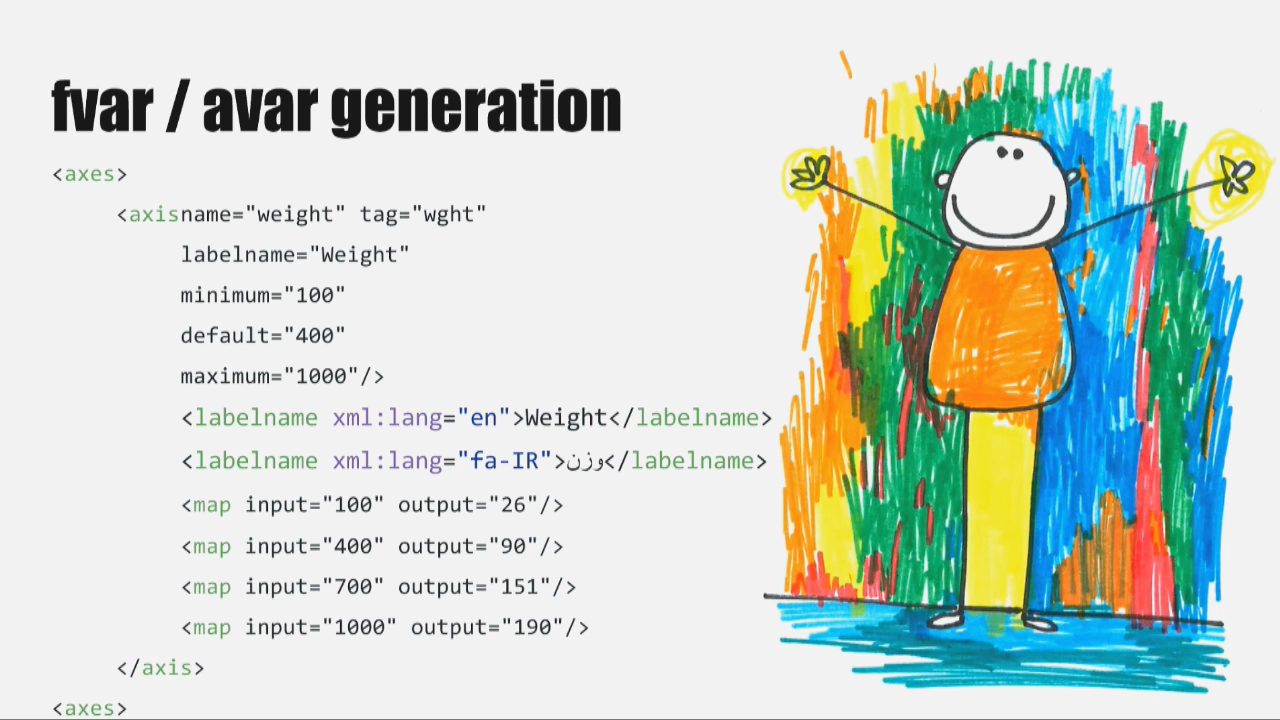 fvar / avar generation
<axes>
<axisname="weight" tag="wght"
labelname="Weight"
minimum="100"
default="400"
maximum="1000"/>
<labelname xml:lang="en">Weight</labelname>
<labelname xml:lang="fa-IR">وزن</labelname>
<map input="100" output="26"/>
<map input="400" output="90"/>
<map input="700" output="151"/>
<map input="1000" output="190"/>
</axis>
<axes>